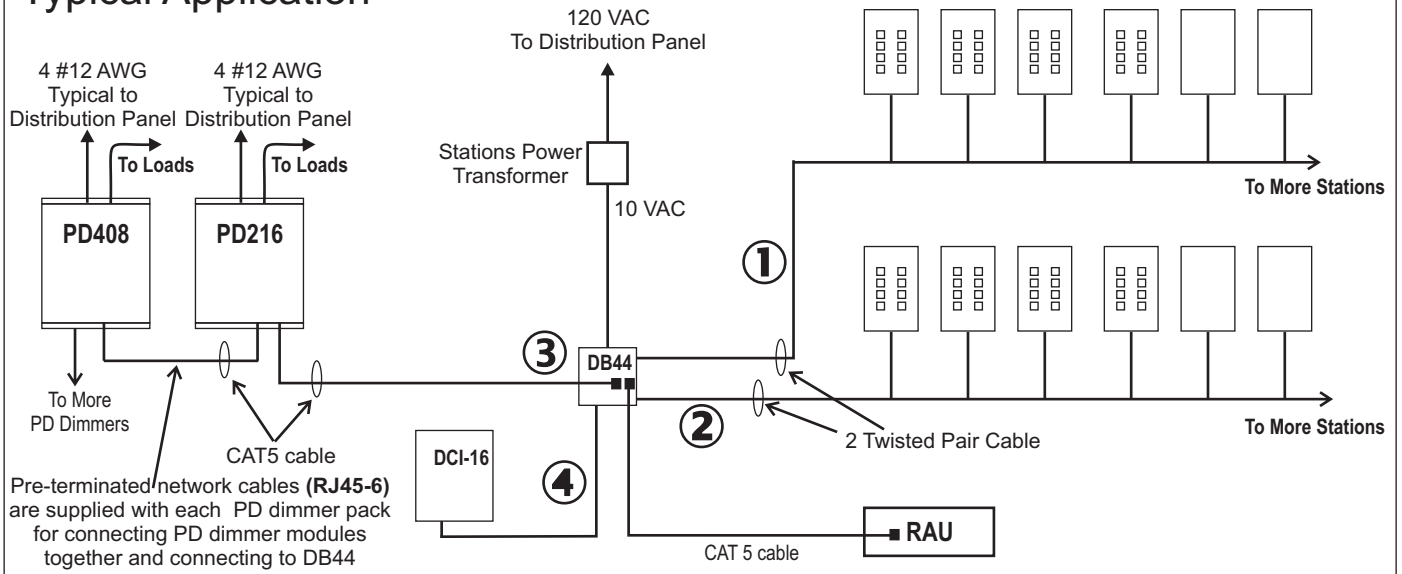 Typical Application
120 VAC
To Distribution Panel
4 #12 AWG
Typical to
Distribution Panel
4 #12 AWG
Typical to
Distribution Panel
To Loads
To Loads
Stations Power
Transformer
10 VAC
To More Stations
PD408
PD216
1
3
DB44
To More
PD Dimmers
2
2 Twisted Pair Cable
To More Stations
CAT5 cable
DCI-16
4
Pre-terminated network cables (RJ45-6)
are supplied with each PD dimmer pack
for connecting PD dimmer modules
together and connecting to DB44
CAT 5 cable
RAU